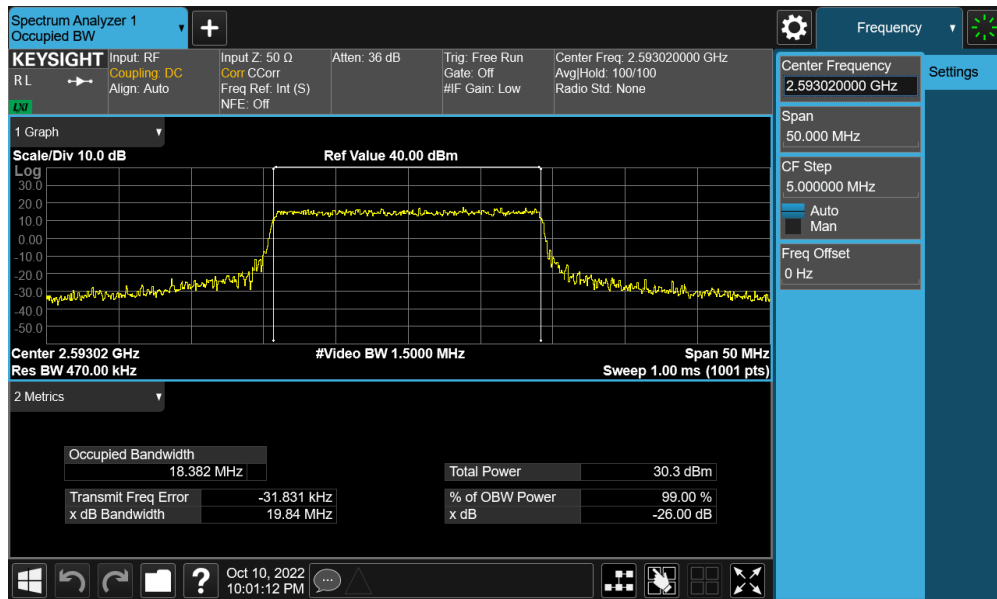 Spectrum Analyzer 1
Occupied BW
Frequency
KEYSIGHT
R L
LXI
Input: RF
Coupling: DC
Align: Auto
Input Z: 50 Ω
Corr CCorr
Freq Ref: Int (S)
NFE: Off
Atten: 36 dB
Trig: Free Run
Gate: Off
#IF Gain: Low
Center Freq: 2.593020000 GHz
Avg|Hold: 100/100
Radio Std: None
Center Frequency
2.593020000 GHz
Settings
Span
50.000 MHz
CF Step
5.000000 MHz
Auto
Man
Freq Offset
0 Hz
1 Graph
Scale/Div 10.0 dB
Ref Value 40.00 dBm
Log
30.0
20.0
10.0
0.00
-10.0
-20.0
-30.0
-40.0
-50.0
Center 2.59302 GHz
#Video BW 1.5000 MHz
Span 50 MHz
Res BW 470.00 kHz
Sweep 1.00 ms (1001 pts)
2 Metrics
Occupied Bandwidth
18.382 MHz
Total Power 30.3 dBm
Transmit Freq Error -31.831 kHz
% of OBW Power 99.00 %
x dB Bandwidth 19.84 MHz
x dB -26.00 dB
?
Oct 10, 2022
10:01:12 PM